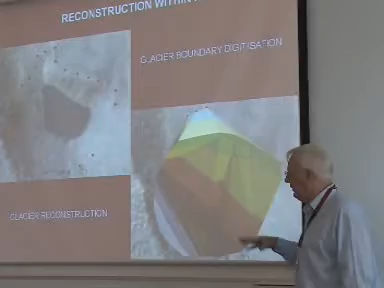 RECONSTRUCTION WITHIN
GLACIER BOUNDARY DIGITISATION
GLACIER RECONSTRUCTION